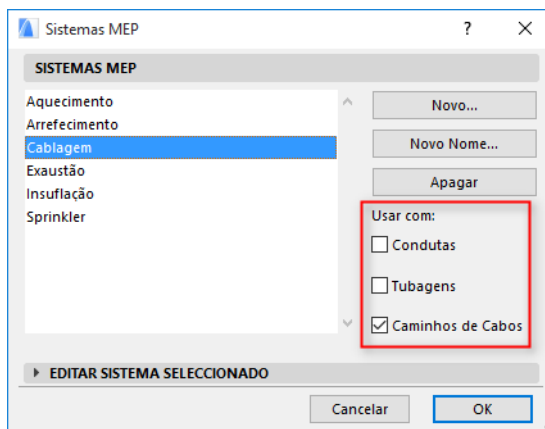 Sistemas MEP
?
SISTEMAS MEP
Aquecimento
Arrefecimento
Cablagem
Exaustão
Insuflação
Sprinkler
Novo...
Novo Nome...
Apagar
Usar com:
Condutas
Tubagens
Caminhos de Cabos
EDITAR SISTEMA SELECCIONADO
Cancelar
OK